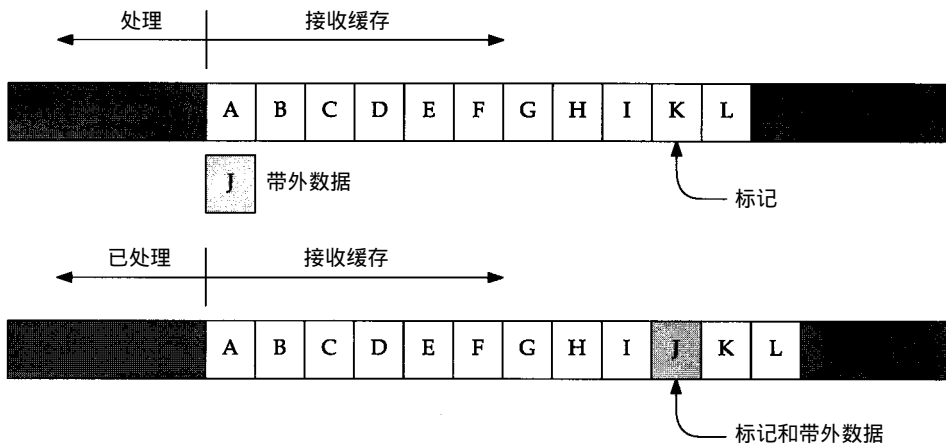 处理 接收缓存
A B C D E F G H I K L
J 带外数据
标记
已处理 接收缓存
A B C D E F G H I J K L
标记和带外数据